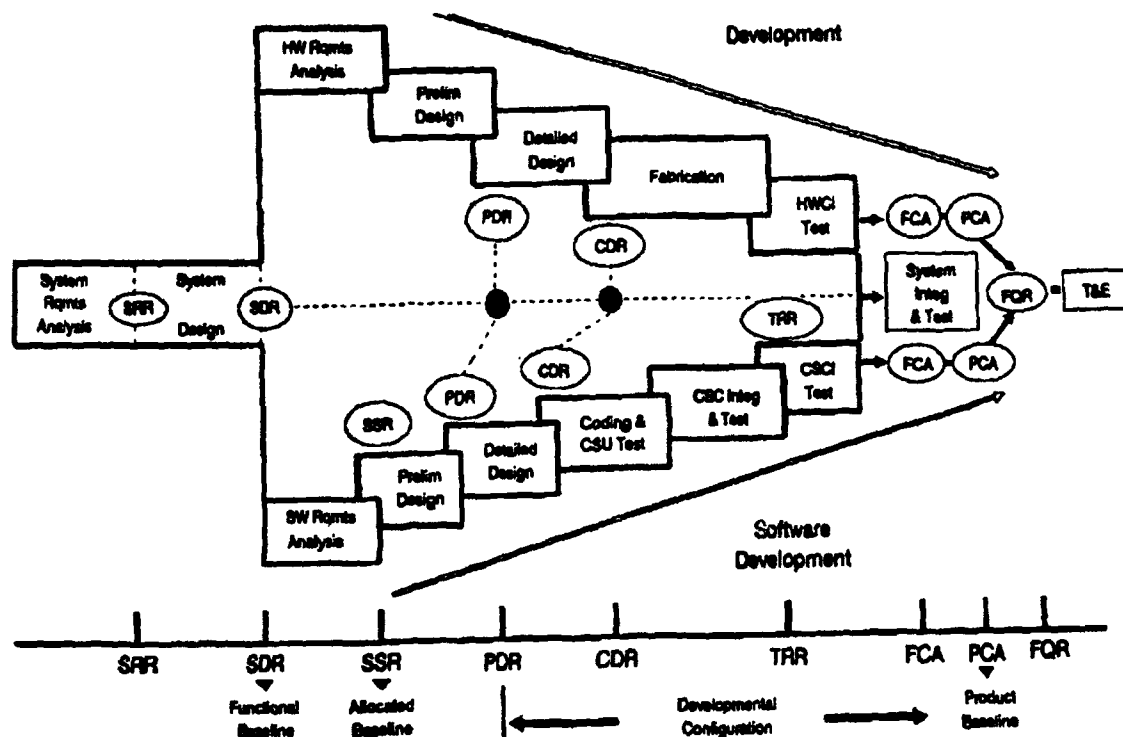 Development
HW Rqmts
Analysis
Prelim
Design
Detailed
Design
Fabrication
HWCI
Test
PDR
CDR
FCA
PCA
System
Rqmts
Analysis
SRR
System
Design
SDR
System
Integ
& Test
FQR
T&E
TRR
CDR
PDR
SSR
CSCI
Test
FCA
PCA
CSC Integ
& Test
Coding &
CSU Test
Detailed
Design
Prelim
Design
SW Rqmts
Analysis
Software
Development
SRR
SDR
SSR
PDR
CDR
TRR
FCA
PCA
FQR
Functional
Baseline
Allocated
Baseline
Developmental
Configuration
Product
Baseline